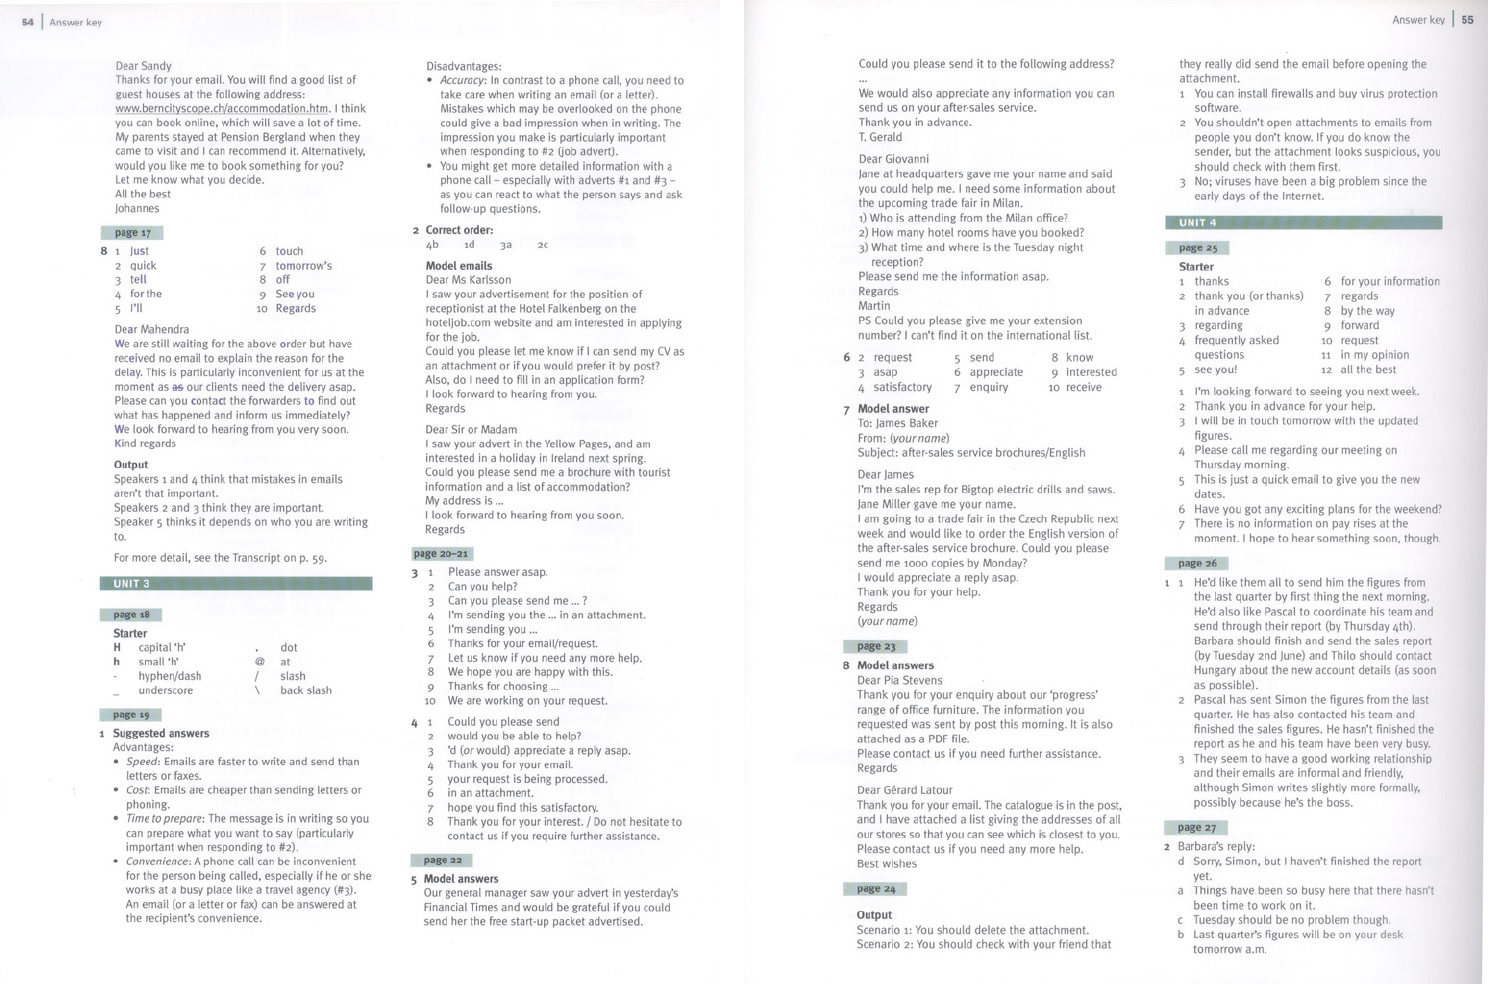 54 | Answer key
Dear Sandy
Thanks for your email. You will find a good list of
guest houses at the following address:
www.berncityscope.ch/accommodation.htm. I think
you can book online, which will save a lot of time.
My parents stayed at Pension Bergland when they
came to visit and I can recommend it. Alternatively,
would you like me to book something for you?
Let me know what you decide.
All the best
Johannes
page 17
8 1 Just 6 touch
2 quick 7 tomorrow's
3 tell 8 off
4 for the 9 See you
5 I'll 10 Regards
Dear Mahendra
We are still waiting for the above order but have
received no email to explain the reason for the
delay. This is particularly inconvenient for us at the
moment as as our clients need the delivery asap.
Please can you contact the forwarders to find out
what has happened and inform us immediately?
We look forward to hearing from you very soon.
Kind regards
Output
Speakers 1 and 4 think that mistakes in emails
aren't that important.
Speakers 2 and 3 think they are important.
Speaker 5 thinks it depends on who you are writing
to.
For more detail, see the Transcript on p. 59.
UNIT 3
page 18
Starter
H capital 'h' . dot
h small 'h' @ at
- hyphen/dash / slash
_ underscore \ back slash
page 19
1 Suggested answers
Advantages:
• Speed: Emails are faster to write and send than
letters or faxes.
• Cost: Emails are cheaper than sending letters or
phoning.
• Time to prepare: The message is in writing so you
can prepare what you want to say (particularly
important when responding to #2).
• Convenience: A phone call can be inconvenient
for the person being called, especially if he or she
works at a busy place like a travel agency (#3).
An email (or a letter or fax) can be answered at
the recipient's convenience.
Disadvantages:
• Accuracy: In contrast to a phone call, you need to
take care when writing an email (or a letter).
Mistakes which may be overlooked on the phone
could give a bad impression when in writing. The
impression you make is particularly important
when responding to #2 (job advert).
• You might get more detailed information with a
phone call – especially with adverts #1 and #3 –
as you can react to what the person says and ask
follow-up questions.
2 Correct order:
4b 1d 3a 2c
Model emails
Dear Ms Karlsson
I saw your advertisement for the position of
receptionist at the Hotel Falkenberg on the
hoteljob.com website and am interested in applying
for the job.
Could you please let me know if I can send my CV as
an attachment or if you would prefer it by post?
Also, do I need to fill in an application form?
I look forward to hearing from you.
Regards
Dear Sir or Madam
I saw your advert in the Yellow Pages, and am
interested in a holiday in Ireland next spring.
Could you please send me a brochure with tourist
information and a list of accommodation?
My address is ...
I look forward to hearing from you soon.
Regards
page 20–21
3 1 Please answer asap.
2 Can you help?
3 Can you please send me ... ?
4 I'm sending you the ... in an attachment.
5 I'm sending you ...
6 Thanks for your email/request.
7 Let us know if you need any more help.
8 We hope you are happy with this.
9 Thanks for choosing ...
10 We are working on your request.
4 1 Could you please send
2 would you be able to help?
3 'd (or would) appreciate a reply asap.
4 Thank you for your email.
5 your request is being processed.
6 in an attachment.
7 hope you find this satisfactory.
8 Thank you for your interest. / Do not hesitate to
contact us if you require further assistance.
page 22
5 Model answers
Our general manager saw your advert in yesterday's
Financial Times and would be grateful if you could
send her the free start-up packet advertised.
Answer key | 55
Could you please send it to the following address?
...
We would also appreciate any information you can
send us on your after-sales service.
Thank you in advance.
T. Gerald
Dear Giovanni
Jane at headquarters gave me your name and said
you could help me. I need some information about
the upcoming trade fair in Milan.
1) Who is attending from the Milan office?
2) How many hotel rooms have you booked?
3) What time and where is the Tuesday night
reception?
Please send me the information asap.
Regards
Martin
PS Could you please give me your extension
number? I can't find it on the international list.
6 2 request 5 send 8 know
3 asap 6 appreciate 9 interested
4 satisfactory 7 enquiry 10 receive
7 Model answer
To: James Baker
From: (your name)
Subject: after-sales service brochures/English
Dear James
I'm the sales rep for Bigtop electric drills and saws.
Jane Miller gave me your name.
I am going to a trade fair in the Czech Republic next
week and would like to order the English version of
the after-sales service brochure. Could you please
send me 1000 copies by Monday?
I would appreciate a reply asap.
Thank you for your help.
Regards
(your name)
page 23
8 Model answers
Dear Pia Stevens
Thank you for your enquiry about our 'progress'
range of office furniture. The information you
requested was sent by post this morning. It is also
attached as a PDF file.
Please contact us if you need further assistance.
Regards
Dear Gérard Latour
Thank you for your email. The catalogue is in the post,
and I have attached a list giving the addresses of all
our stores so that you can see which is closest to you.
Please contact us if you need any more help.
Best wishes
page 24
Output
Scenario 1: You should delete the attachment.
Scenario 2: You should check with your friend that
they really did send the email before opening the
attachment.
1 You can install firewalls and buy virus protection
software.
2 You shouldn't open attachments to emails from
people you don't know. If you do know the
sender, but the attachment looks suspicious, you
should check with them first.
3 No; viruses have been a big problem since the
early days of the Internet.
UNIT 4
page 25
Starter
1 thanks 6 for your information
2 thank you (or thanks) 7 regards
in advance 8 by the way
3 regarding 9 forward
4 frequently asked 10 request
questions 11 in my opinion
5 see you! 12 all the best
1 I'm looking forward to seeing you next week.
2 Thank you in advance for your help.
3 I will be in touch tomorrow with the updated
figures.
4 Please call me regarding our meeting on
Thursday morning.
5 This is just a quick email to give you the new
dates.
6 Have you got any exciting plans for the weekend?
7 There is no information on pay rises at the
moment. I hope to hear something soon, though.
page 26
1 1 He'd like them all to send him the figures from
the last quarter by first thing the next morning.
He'd also like Pascal to coordinate his team and
send through their report (by Thursday 4th).
Barbara should finish and send the sales report
(by Tuesday 2nd June) and Thilo should contact
Hungary about the new account details (as soon
as possible).
2 Pascal has sent Simon the figures from the last
quarter. He has also contacted his team and
finished the sales figures. He hasn't finished the
report as he and his team have been very busy.
3 They seem to have a good working relationship
and their emails are informal and friendly,
although Simon writes slightly more formally,
possibly because he's the boss.
page 27
2 Barbara's reply:
d Sorry, Simon, but I haven't finished the report
yet.
a Things have been so busy here that there hasn't
been time to work on it.
c Tuesday should be no problem though.
b Last quarter's figures will be on your desk
tomorrow a.m.